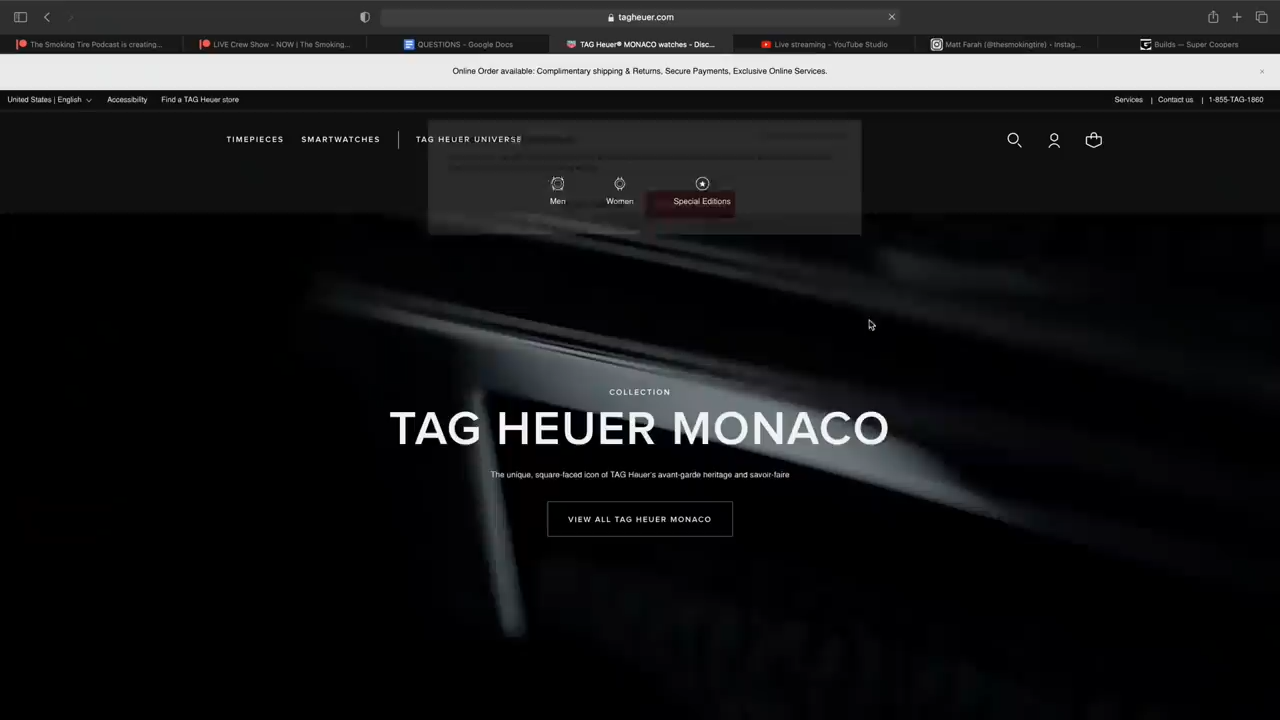 tagheuer.com
The Smoking Tire Podcast is creating...
LIVE Crew Show - NOW | The Smoking...
QUESTIONS - Google Docs
TAG Heuer® MONACO watches - Disc...
Live streaming - YouTube Studio
Matt Farah (@thesmokingtire) - Instag...
Builds — Super Coopers
Online Order available: Complimentary shipping & Returns, Secure Payments, Exclusive Online Services.
United States | English
Accessibility
Find a TAG Heuer store
Services | Contact us | 1-855-TAG-1860
TIMEPIECES
SMARTWATCHES
TAG HEUER UNIVERSE
Men
Women
Special Editions
COLLECTION
TAG HEUER MONACO
The unique, square-faced icon of TAG Heuer's avant-garde heritage and savoir-faire
VIEW ALL TAG HEUER MONACO